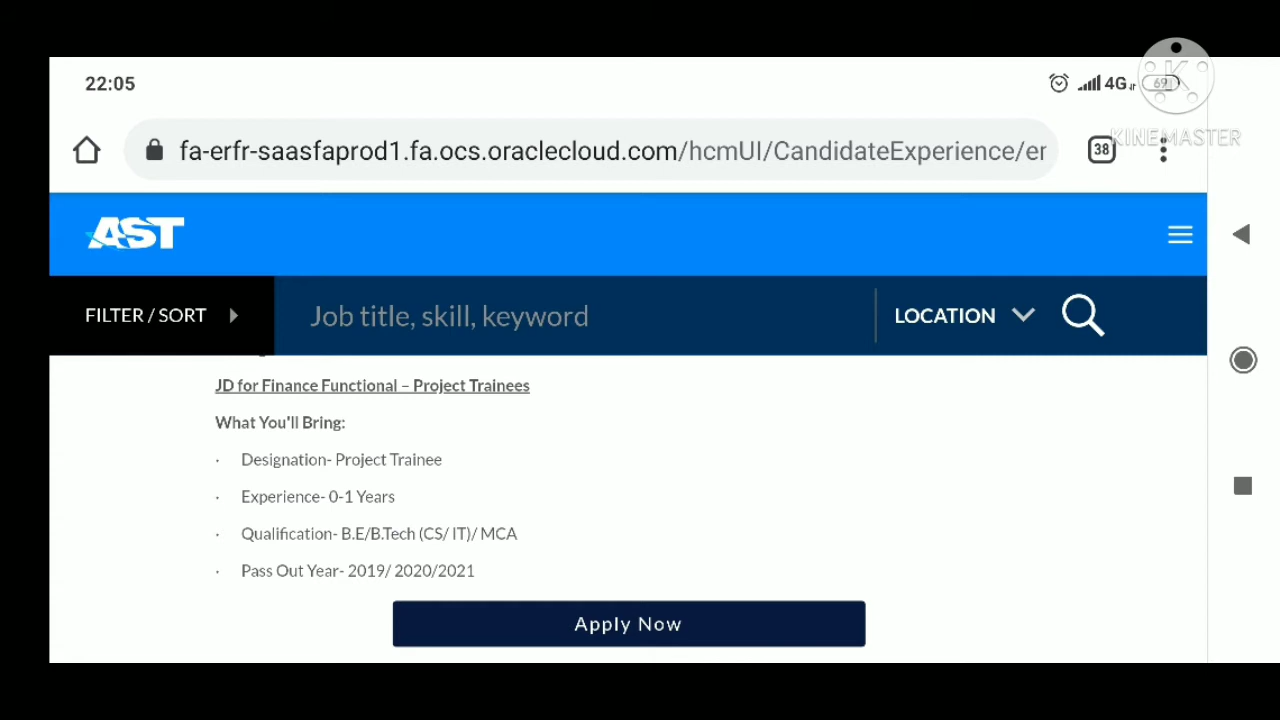 22:05
4G
69
KINEMASTER
fa-erfr-saasfaprod1.fa.ocs.oraclecloud.com/hcmUI/CandidateExperience/er
38
AST
FILTER / SORT
Job title, skill, keyword
LOCATION
JD for Finance Functional – Project Trainees
What You'll Bring:
· Designation- Project Trainee
· Experience- 0-1 Years
· Qualification- B.E/B.Tech (CS/ IT)/ MCA
· Pass Out Year- 2019/ 2020/2021
Apply Now